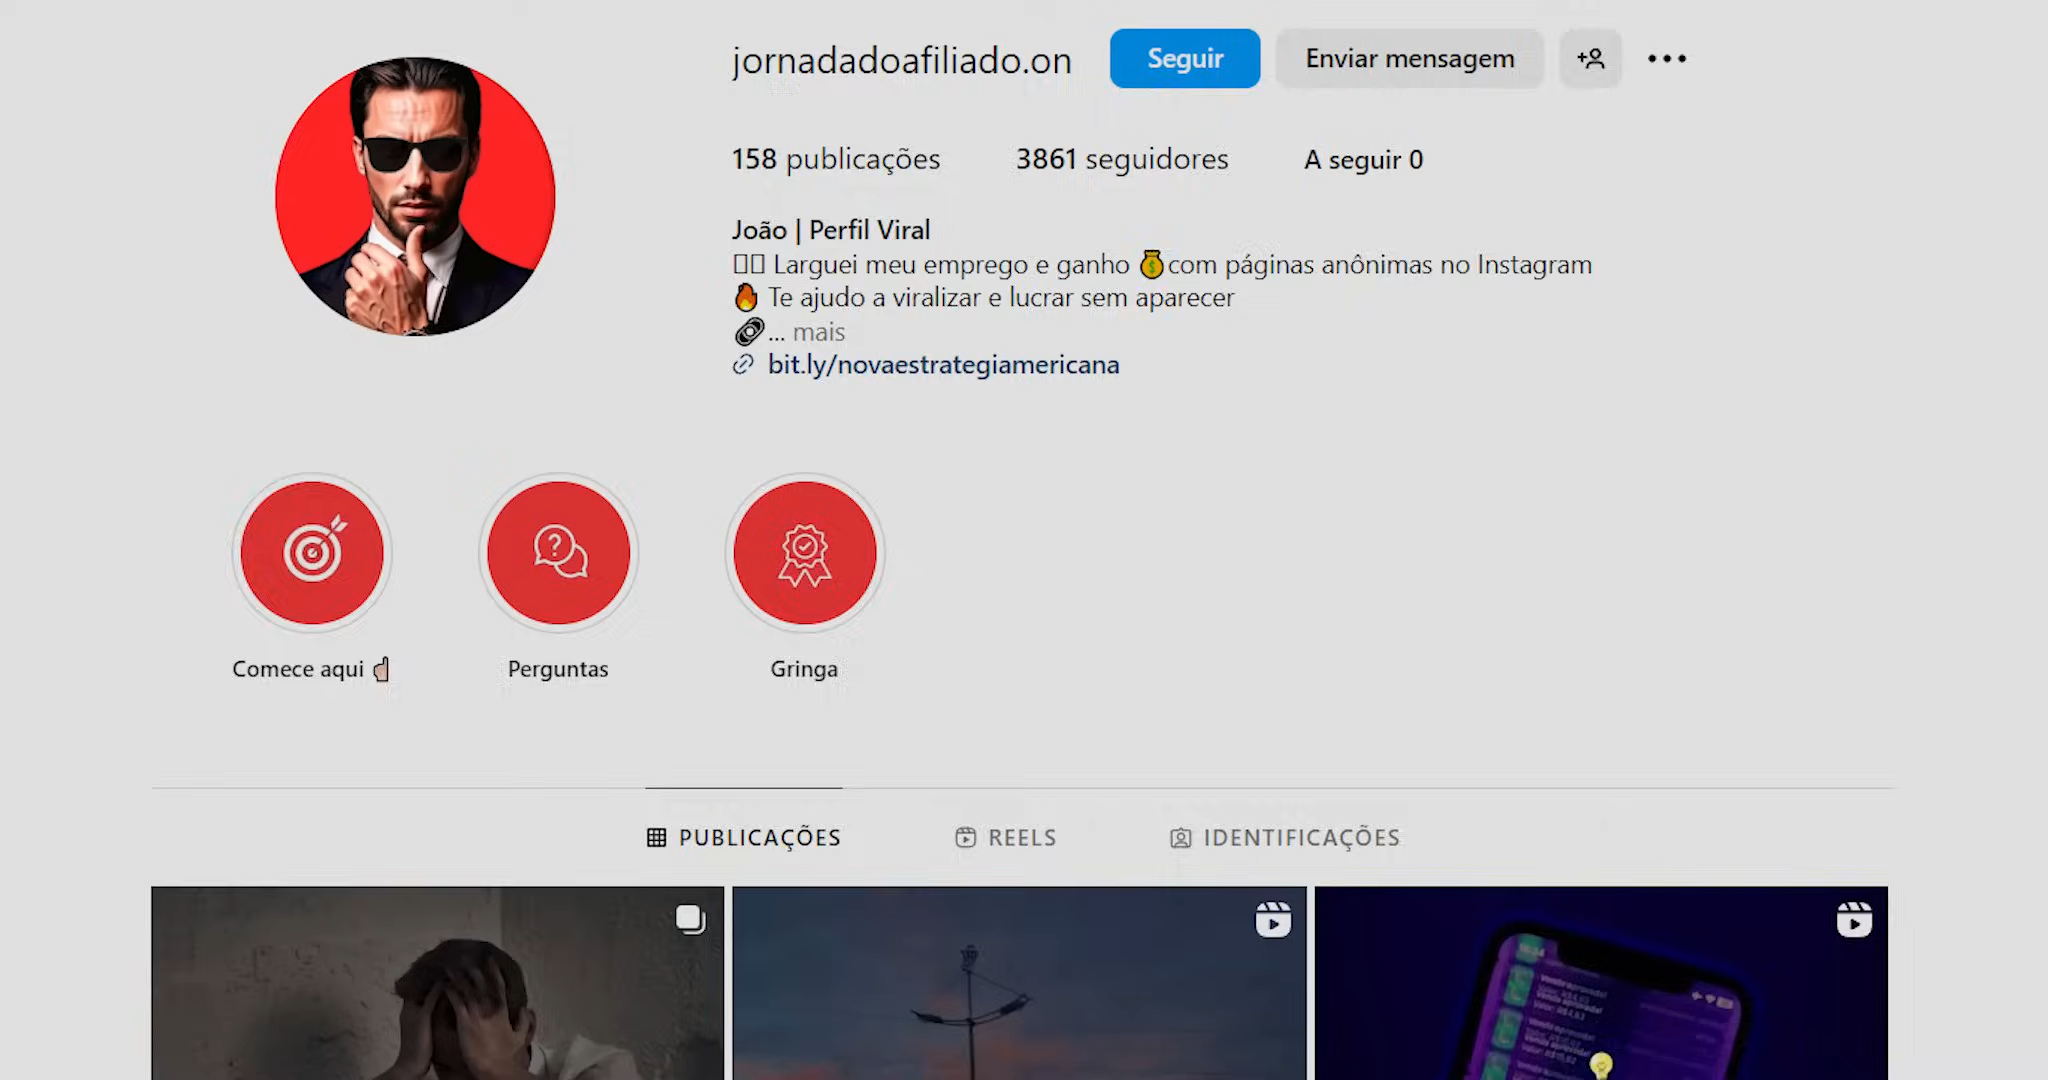 jornadadoafiliado.on
Seguir
Enviar mensagem
158 publicações
3861 seguidores
A seguir 0
João | Perfil Viral
Larguei meu emprego e ganho 💰com páginas anônimas no Instagram
🔥 Te ajudo a viralizar e lucrar sem aparecer
... mais
bit.ly/novaestrategiamericana
Comece aqui
Perguntas
Gringa
PUBLICAÇÕES
REELS
IDENTIFICAÇÕES
Venda aprovada!